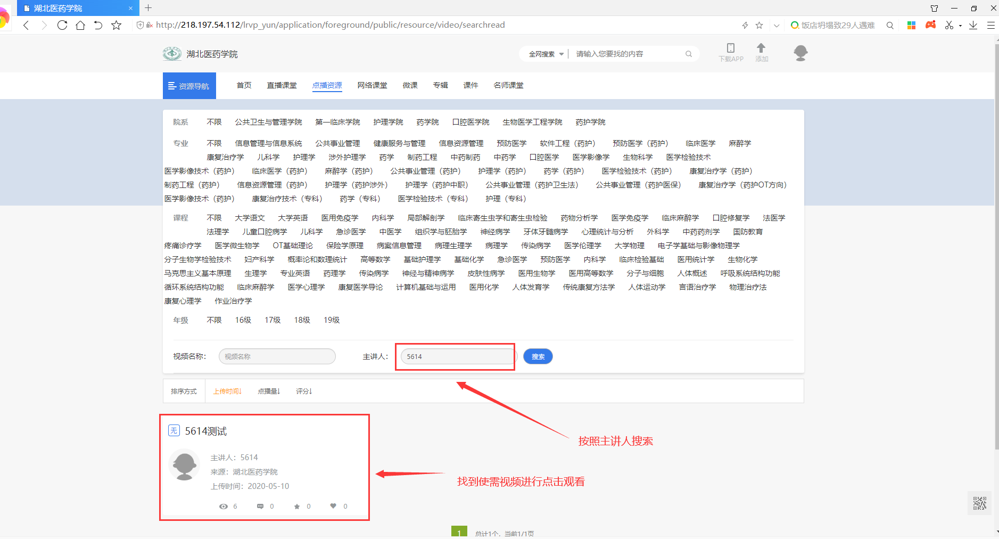 湖北医药学院
http://218.197.54.112/lrvp_yun/application/foreground/public/resource/video/searchread
饭店坍塌致29人遇难
湖北医药学院
全网搜索
请输入您要找的内容
下载APP
添加
资源导航 首页 直播课堂 点播资源 网络课堂 微课 专辑 课件 名师课堂
院系 不限 公共卫生与管理学院 第一临床学院 护理学院 药学院 口腔医学院 生物医学工程学院 药护学院
专业 不限 信息管理与信息系统 公共事业管理 健康服务与管理 信息资源管理 预防医学 软件工程（药护） 预防医学（药护） 临床医学 麻醉学
康复治疗学 儿科学 护理学 涉外护理学 药学 制药工程 中药制药 中药学 口腔医学 医学影像学 生物科学 医学检验技术
医学影像技术（药护） 临床医学（药护） 麻醉学（药护） 公共事业管理（药护） 护理学（药护） 药学（药护） 医学检验技术（药护） 康复治疗学（药护）
制药工程（药护） 信息资源管理（药护） 护理学（药护涉外） 护理学（药护中职） 公共事业管理（药护卫生法） 公共事业管理（药护医保） 康复治疗学（药护OT方向）
医学影像技术（药护） 康复治疗技术（专科） 药学（专科） 医学检验技术（专科） 护理（专科）
课程 不限 大学语文 大学英语 医用免疫学 内科学 局部解剖学 临床寄生虫学和寄生虫检验 药物分析学 医学免疫学 临床麻醉学 口腔修复学 法医学
法理学 儿童口腔病学 儿科学 急诊医学 中医学 组织学与胚胎学 神经病学 牙体牙髓病学 心理统计与分析 外科学 中药药剂学 国防教育
疼痛诊疗学 医学微生物学 OT基础理论 保险学原理 病案信息管理 病理生理学 病理学 传染病学 医学伦理学 大学物理 电子学基础与影像物理学
分子生物学检验技术 妇产科学 概率论和数理统计 高等数学 基础护理学 基础化学 急诊医学 预防医学 内科学 临床检验基础 医用统计学 生物化学
马克思主义基本原理 生理学 专业英语 药理学 传染病学 神经与精神病学 皮肤性病学 医用生物学 医用高等数学 分子与细胞 人体概述 呼吸系统结构功能
循环系统结构功能 临床麻醉学 医学心理学 康复医学导论 计算机基础与运用 医用化学 人体发育学 传统康复方法学 人体运动学 言语治疗学 物理治疗法
康复心理学 作业治疗学
年级 不限 16级 17级 18级 19级
视频名称： 视频名称 主讲人： 5614 搜索
排序方式 上传时间↓ 点播量↓ 评分↓
无 5614测试
主讲人：5614
来源：湖北医药学院
上传时间：2020-05-10
6 0 0 0
按照主讲人搜索
找到使需视频进行点击观看
1 总计1个，当前1/1页